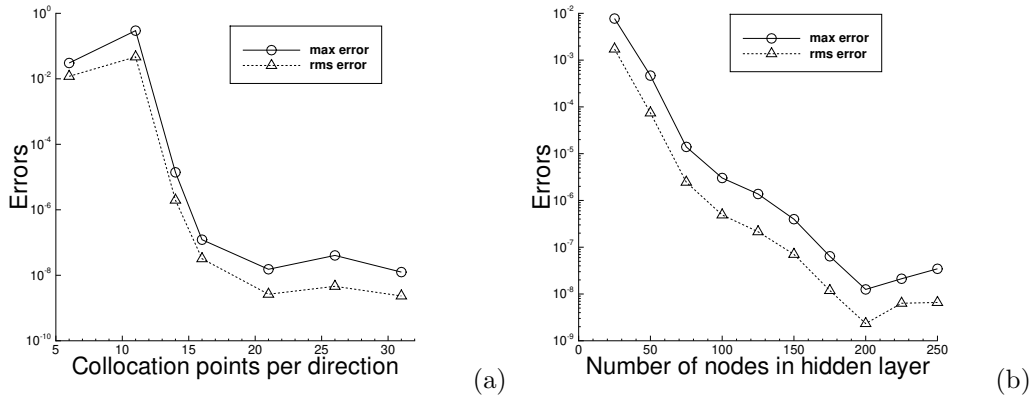 10^0
10^-2
10^-4
10^-6
10^-8
10^-10
Errors
5 10 15 20 25 30
Collocation points per direction
max error
rms error
(a)
10^-2
10^-3
10^-4
10^-5
10^-6
10^-7
10^-8
10^-9
Errors
0 50 100 150 200 250
Number of nodes in hidden layer
max error
rms error
(b)